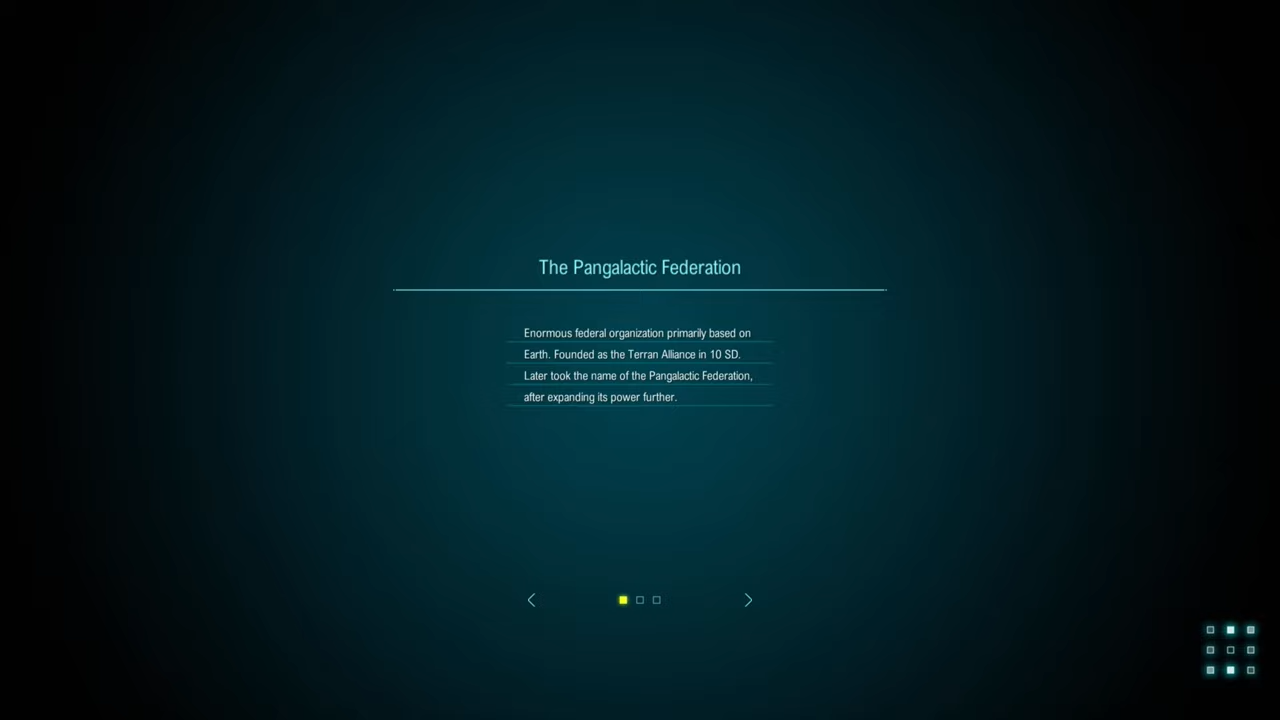 The Pangalactic Federation
Enormous federal organization primarily based on
Earth. Founded as the Terran Alliance in 10 SD.
Later took the name of the Pangalactic Federation,
after expanding its power further.